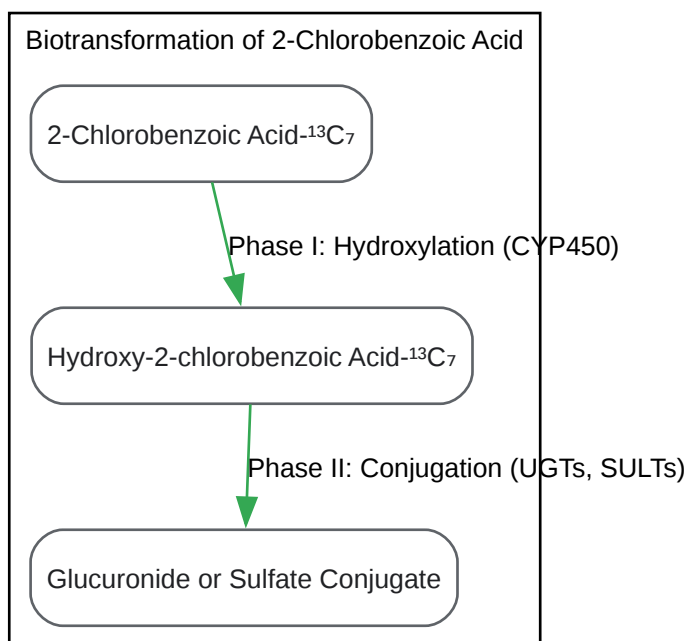 Biotransformation of 2-Chlorobenzoic Acid
2-Chlorobenzoic Acid-¹³C₇
Phase I: Hydroxylation (CYP450)
Hydroxy-2-chlorobenzoic Acid-¹³C₇
Phase II: Conjugation (UGTs, SULTs)
Glucuronide or Sulfate Conjugate